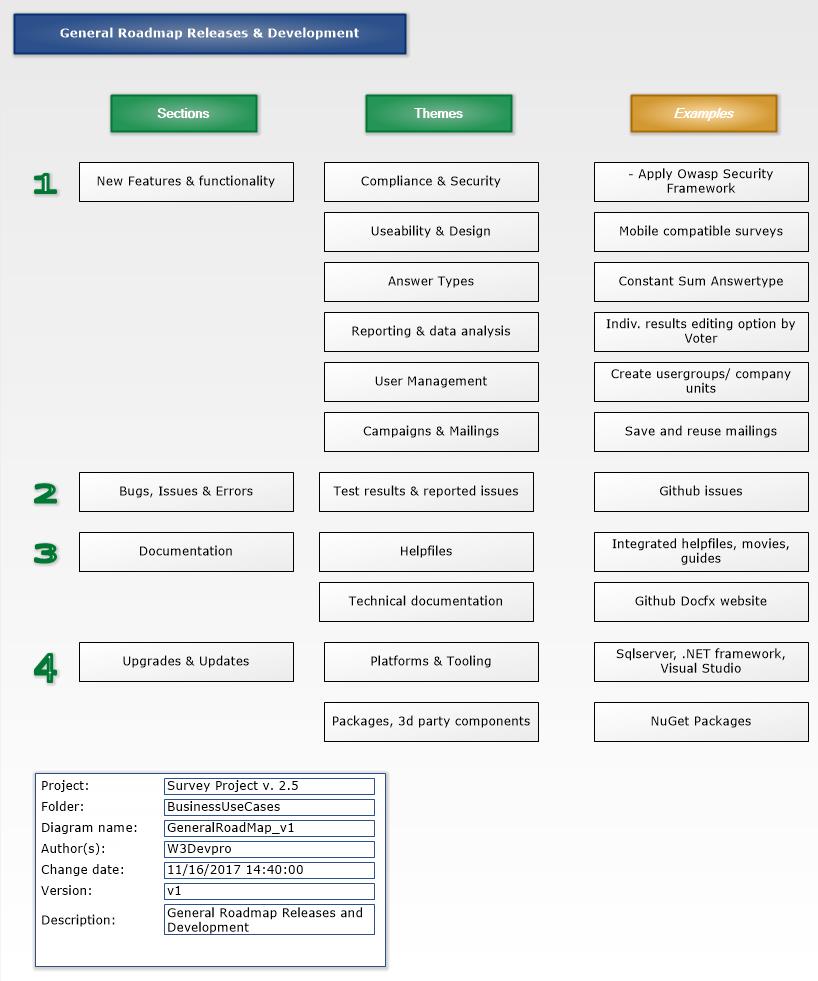 General Roadmap Releases & Development
Sections
Themes
Examples
1
New Features & functionality
Compliance & Security
- Apply Owasp Security
Framework
Useability & Design
Mobile compatible surveys
Answer Types
Constant Sum Answertype
Reporting & data analysis
Indiv. results editing option by
Voter
User Management
Create usergroups/ company
units
Campaigns & Mailings
Save and reuse mailings
2
Bugs, Issues & Errors
Test results & reported issues
Github issues
3
Documentation
Helpfiles
Integrated helpfiles, movies,
guides
Technical documentation
Github Docfx website
4
Upgrades & Updates
Platforms & Tooling
Sqlserver, .NET framework,
Visual Studio
Packages, 3d party components
NuGet Packages
Project: Survey Project v. 2.5
Folder: BusinessUseCases
Diagram name: GeneralRoadMap_v1
Author(s): W3Devpro
Change date: 11/16/2017 14:40:00
Version: v1
Description: General Roadmap Releases and
Development